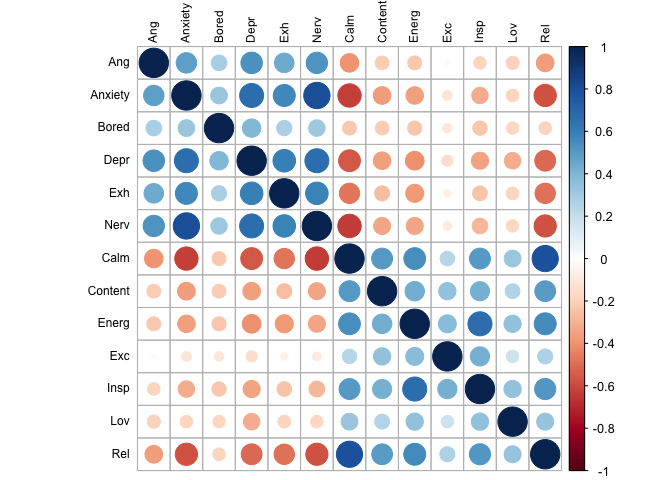 Ang Anxiety Bored Depr Exh Nerv Calm Content Energ Exc Insp Lov Rel
Ang
Anxiety
Bored
Depr
Exh
Nerv
Calm
Content
Energ
Exc
Insp
Lov
Rel
1
0.8
0.6
0.4
0.2
0
-0.2
-0.4
-0.6
-0.8
-1